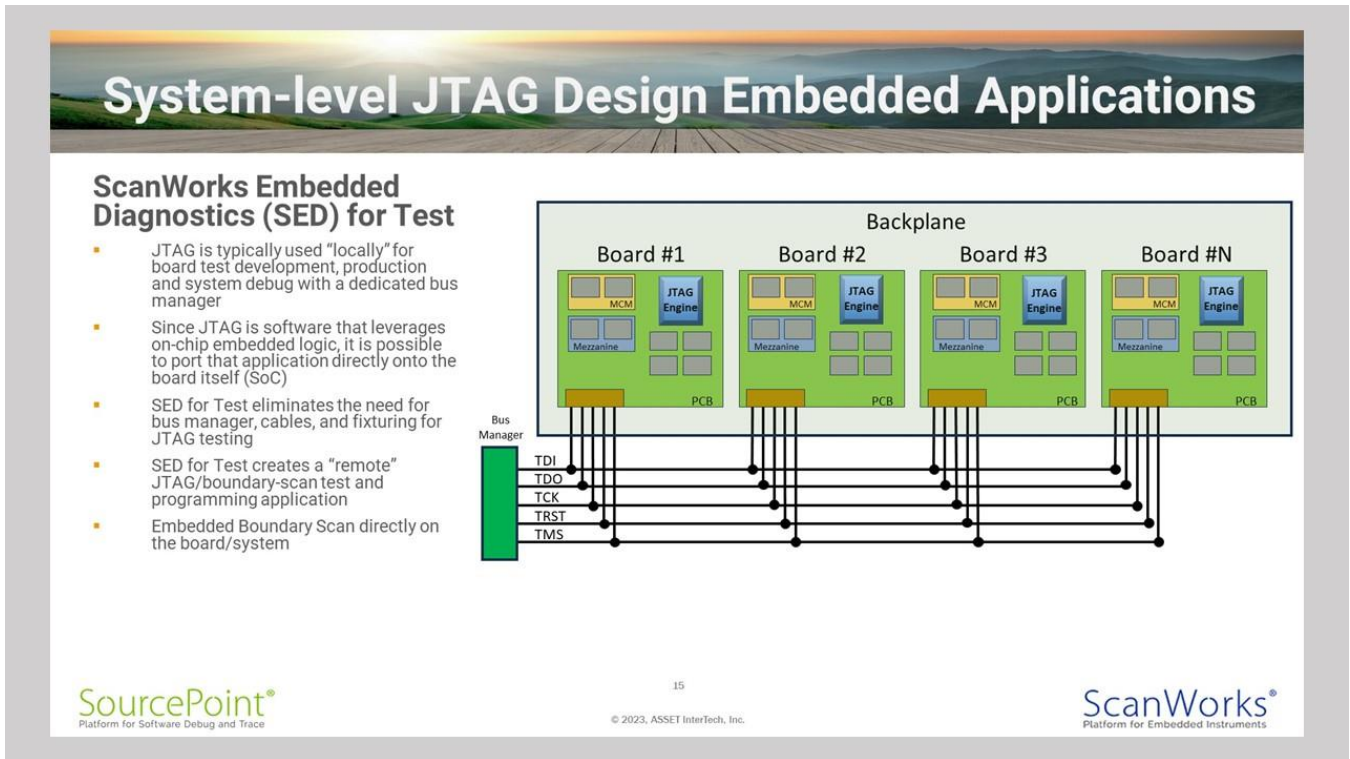 System-level JTAG Design Embedded Applications
ScanWorks Embedded
Diagnostics (SED) for Test
▪ JTAG is typically used “locally” for
board test development, production
and system debug with a dedicated bus
manager
▪ Since JTAG is software that leverages
on-chip embedded logic, it is possible
to port that application directly onto the
board itself (SoC)
▪ SED for Test eliminates the need for
bus manager, cables, and fixturing for
JTAG testing
▪ SED for Test creates a “remote”
JTAG/boundary-scan test and
programming application
▪ Embedded Boundary Scan directly on
the board/system
Backplane
Board #1
MCM
JTAG
Engine
Mezzanine
PCB
Board #2
MCM
JTAG
Engine
Mezzanine
PCB
Board #3
MCM
JTAG
Engine
Mezzanine
PCB
Board #N
MCM
JTAG
Engine
Mezzanine
PCB
Bus
Manager
TDI
TDO
TCK
TRST
TMS
SourcePoint®
Platform for Software Debug and Trace
15
© 2023, ASSET InterTech, Inc.
ScanWorks®
Platform for Embedded Instruments